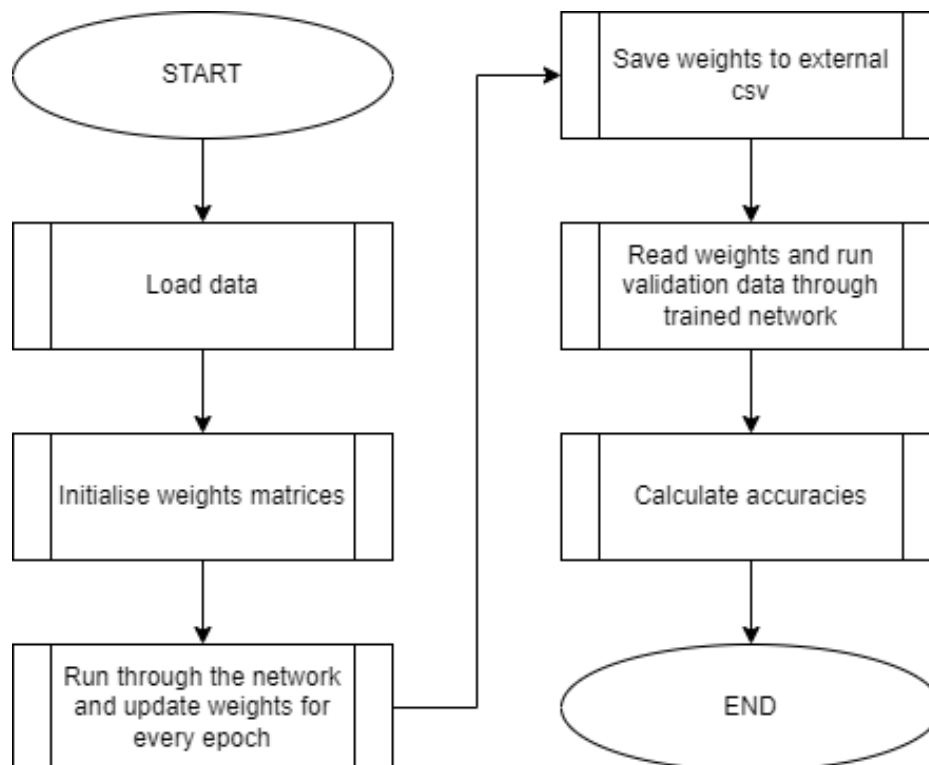 START
Load data
Initialise weights matrices
Run through the network
and update weights for
every epoch
Save weights to external
csv
Read weights and run
validation data through
trained network
Calculate accuracies
END